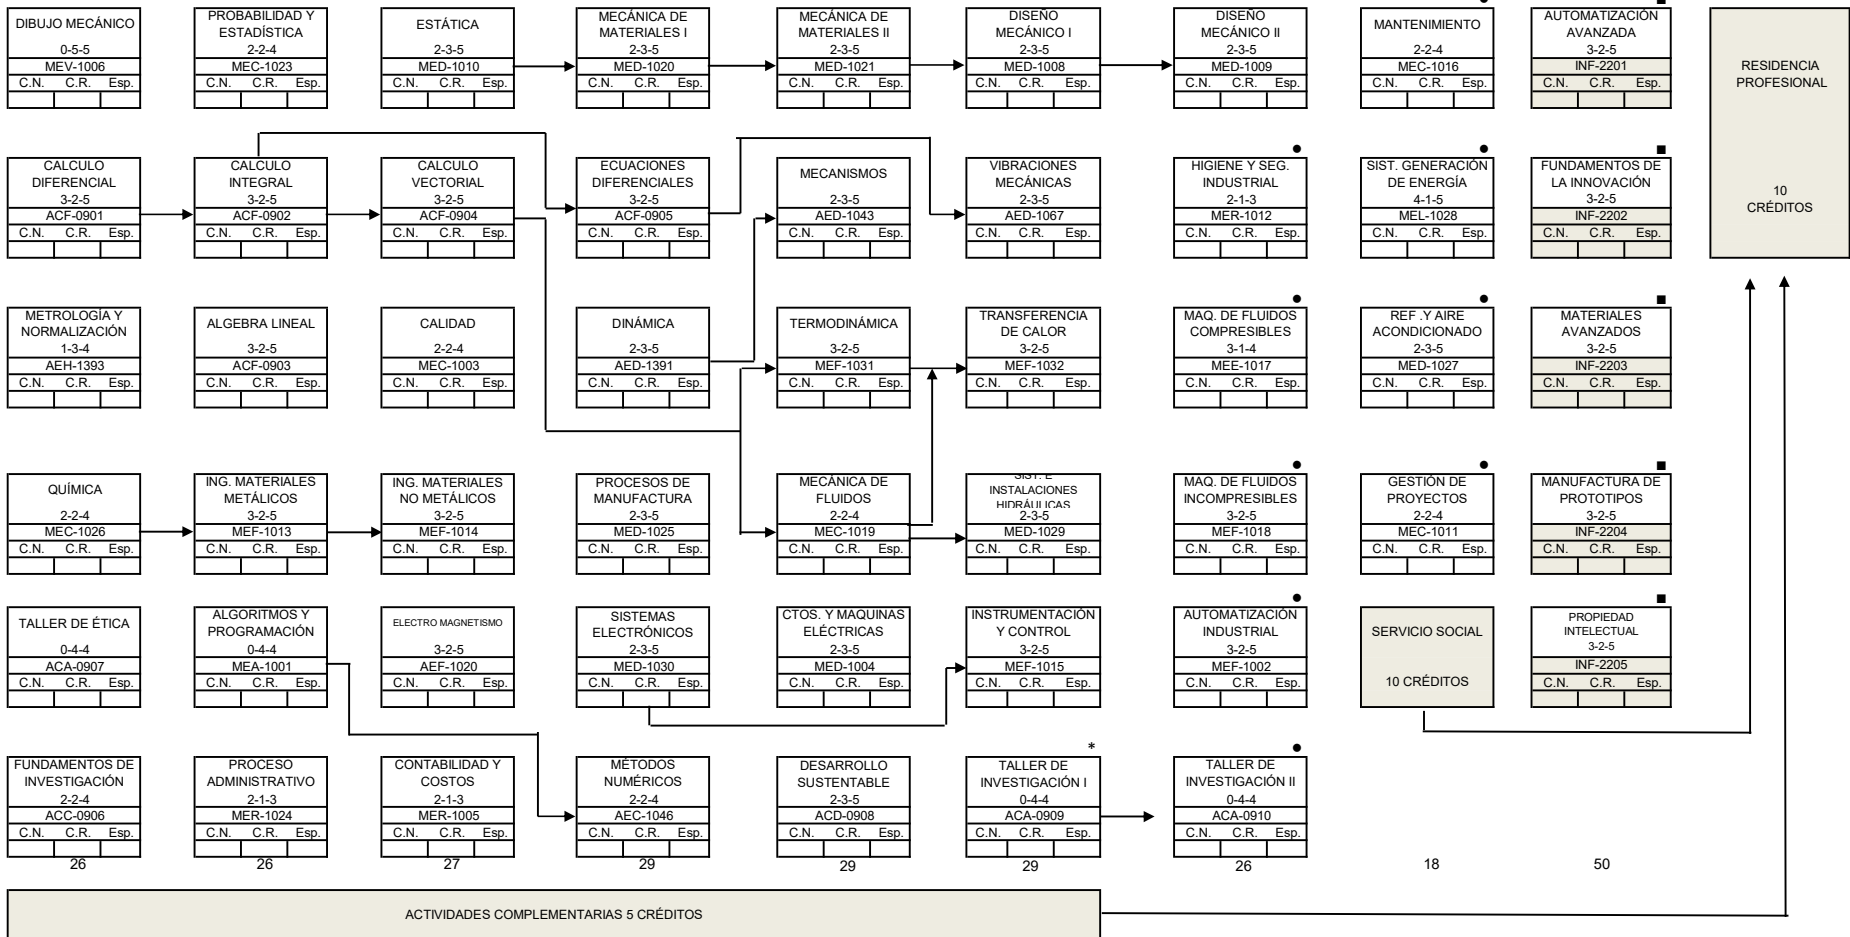 DIBUJO MECÁNICO
0-5-5
MEV-1006
C.N. C.R. Esp.
PROBABILIDAD Y
ESTADÍSTICA
2-2-4
MEC-1023
C.N. C.R. Esp.
ESTÁTICA
2-3-5
MED-1010
C.N. C.R. Esp.
MECÁNICA DE
MATERIALES I
2-3-5
MED-1020
C.N. C.R. Esp.
MECÁNICA DE
MATERIALES II
2-3-5
MED-1021
C.N. C.R. Esp.
DISEÑO
MECÁNICO I
2-3-5
MED-1008
C.N. C.R. Esp.
DISEÑO
MECÁNICO II
2-3-5
MED-1009
C.N. C.R. Esp.
●
MANTENIMIENTO
2-2-4
MEC-1016
C.N. C.R. Esp.
■
AUTOMATIZACIÓN
AVANZADA
3-2-5
INF-2201
C.N. C.R. Esp.
RESIDENCIA
PROFESIONAL
10
CRÉDITOS
CALCULO
DIFERENCIAL
3-2-5
ACF-0901
C.N. C.R. Esp.
CALCULO
INTEGRAL
3-2-5
ACF-0902
C.N. C.R. Esp.
CALCULO
VECTORIAL
3-2-5
ACF-0904
C.N. C.R. Esp.
ECUACIONES
DIFERENCIALES
3-2-5
ACF-0905
C.N. C.R. Esp.
MECANISMOS
2-3-5
AED-1043
C.N. C.R. Esp.
VIBRACIONES
MECÁNICAS
2-3-5
AED-1067
C.N. C.R. Esp.
●
HIGIENE Y SEG.
INDUSTRIAL
2-1-3
MER-1012
C.N. C.R. Esp.
SIST. GENERACIÓN
DE ENERGÍA
4-1-5
MEL-1028
C.N. C.R. Esp.
■
FUNDAMENTOS DE
LA INNOVACIÓN
3-2-5
INF-2202
C.N. C.R. Esp.
METROLOGÍA Y
NORMALIZACIÓN
1-3-4
AEH-1393
C.N. C.R. Esp.
ALGEBRA LINEAL
3-2-5
ACF-0903
C.N. C.R. Esp.
CALIDAD
2-2-4
MEC-1003
C.N. C.R. Esp.
DINÁMICA
2-3-5
AED-1391
C.N. C.R. Esp.
TERMODINÁMICA
3-2-5
MEF-1031
C.N. C.R. Esp.
TRANSFERENCIA
DE CALOR
3-2-5
MEF-1032
C.N. C.R. Esp.
●
MAQ. DE FLUIDOS
COMPRESIBLES
3-1-4
MEE-1017
C.N. C.R. Esp.
●
REF .Y AIRE
ACONDICIONADO
2-3-5
MED-1027
C.N. C.R. Esp.
■
MATERIALES
AVANZADOS
3-2-5
INF-2203
C.N. C.R. Esp.
QUÍMICA
2-2-4
MEC-1026
C.N. C.R. Esp.
ING. MATERIALES
METÁLICOS
3-2-5
MEF-1013
C.N. C.R. Esp.
ING. MATERIALES
NO METÁLICOS
3-2-5
MEF-1014
C.N. C.R. Esp.
PROCESOS DE
MANUFACTURA
2-3-5
MED-1025
C.N. C.R. Esp.
MECÁNICA DE
FLUIDOS
2-2-4
MEC-1019
C.N. C.R. Esp.
SIST. E
INSTALACIONES
HIDRÁULICAS
2-3-5
MED-1029
C.N. C.R. Esp.
●
MAQ. DE FLUIDOS
INCOMPRESIBLES
3-2-5
MEF-1018
C.N. C.R. Esp.
●
GESTIÓN DE
PROYECTOS
2-2-4
MEC-1011
C.N. C.R. Esp.
■
MANUFACTURA DE
PROTOTIPOS
3-2-5
INF-2204
C.N. C.R. Esp.
TALLER DE ÉTICA
0-4-4
ACA-0907
C.N. C.R. Esp.
ALGORITMOS Y
PROGRAMACIÓN
0-4-4
MEA-1001
C.N. C.R. Esp.
ELECTRO MAGNETISMO
3-2-5
AEF-1020
C.N. C.R. Esp.
SISTEMAS
ELECTRÓNICOS
2-3-5
MED-1030
C.N. C.R. Esp.
CTOS. Y MAQUINAS
ELÉCTRICAS
2-3-5
MED-1004
C.N. C.R. Esp.
INSTRUMENTACIÓN
Y CONTROL
3-2-5
MEF-1015
C.N. C.R. Esp.
●
AUTOMATIZACIÓN
INDUSTRIAL
3-2-5
MEF-1002
C.N. C.R. Esp.
SERVICIO SOCIAL
10 CRÉDITOS
■
PROPIEDAD
INTELECTUAL
3-2-5
INF-2205
C.N. C.R. Esp.
FUNDAMENTOS DE
INVESTIGACIÓN
2-2-4
ACC-0906
C.N. C.R. Esp.
PROCESO
ADMINISTRATIVO
2-1-3
MER-1024
C.N. C.R. Esp.
CONTABILIDAD Y
COSTOS
2-1-3
MER-1005
C.N. C.R. Esp.
MÉTODOS
NUMÉRICOS
2-2-4
AEC-1046
C.N. C.R. Esp.
DESARROLLO
SUSTENTABLE
2-3-5
ACD-0908
C.N. C.R. Esp.
*
TALLER DE
INVESTIGACIÓN I
0-4-4
ACA-0909
C.N. C.R. Esp.
●
TALLER DE
INVESTIGACIÓN II
0-4-4
ACA-0910
C.N. C.R. Esp.
26 26 27 29 29 29 26 18 50
ACTIVIDADES COMPLEMENTARIAS 5 CRÉDITOS